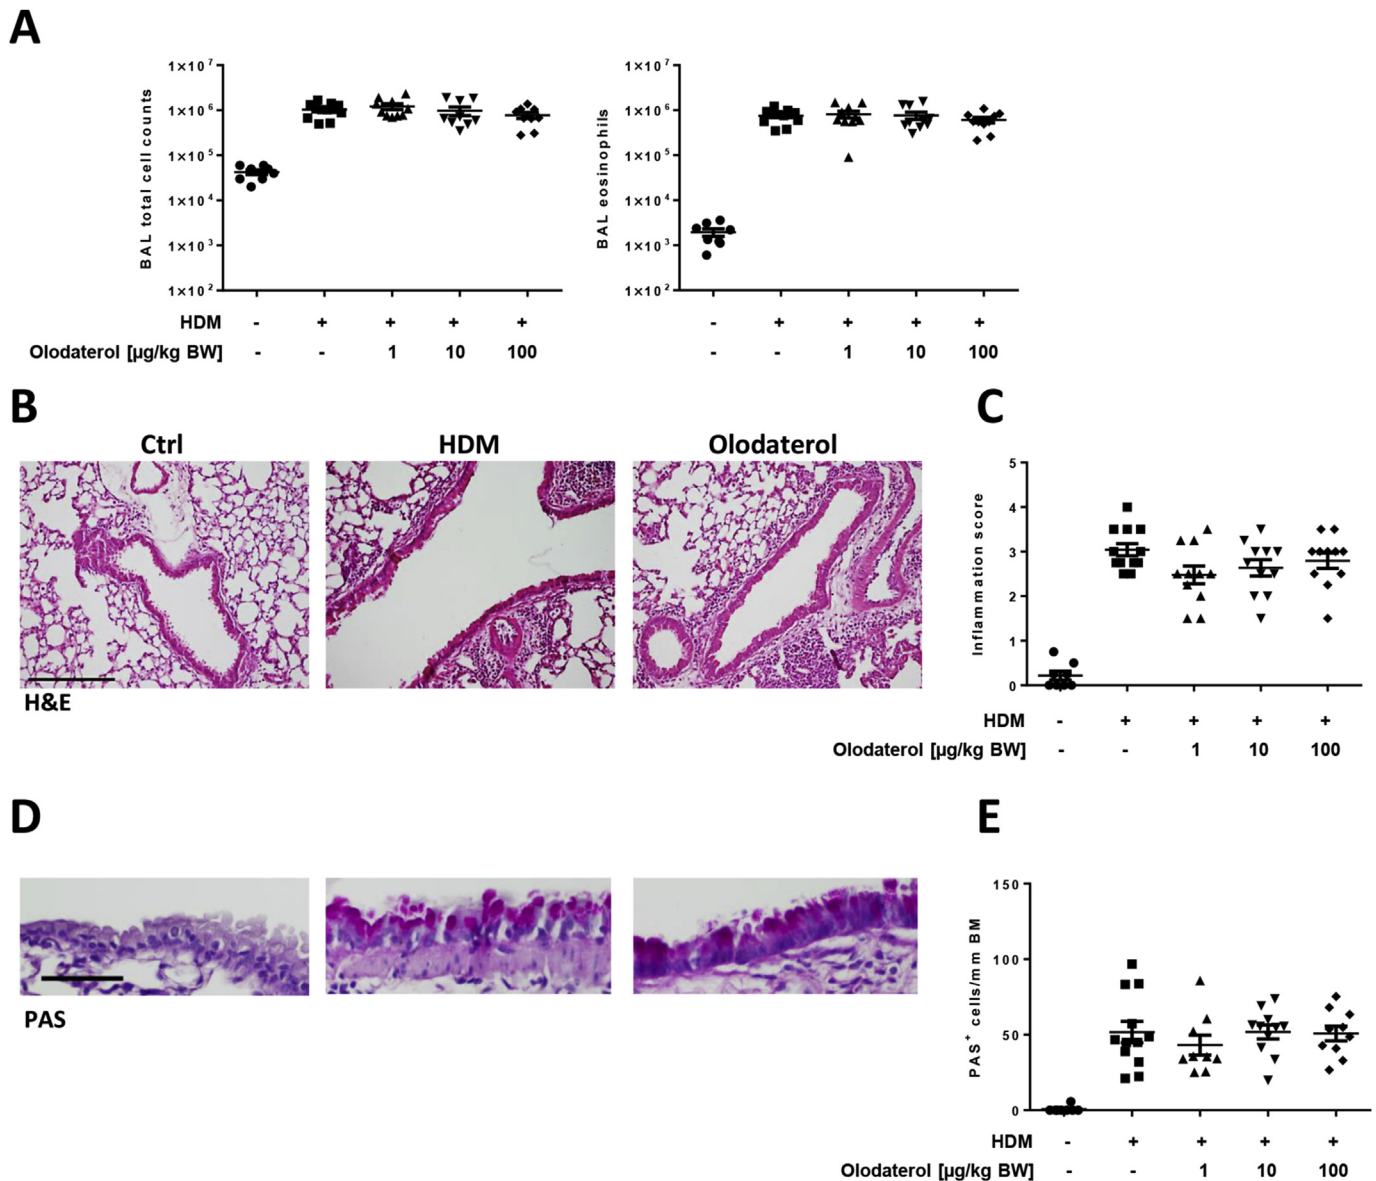 A
1×10⁷
1×10⁶
1×10⁵
1×10⁴
1×10³
1×10²
BAL total cell counts
1×10⁷
1×10⁶
1×10⁵
1×10⁴
1×10³
1×10²
BAL eosinophils
HDM - + + + + - + + + +
Olodaterol [µg/kg BW] - - 1 10 100 - - 1 10 100
B
Ctrl HDM Olodaterol
H&E
C
5
4
3
2
1
0
Inflammation score
HDM - + + + +
Olodaterol [µg/kg BW] - - 1 10 100
D
PAS
E
150
100
50
0
PAS⁺ cells/mm BM
HDM - + + + +
Olodaterol [µg/kg BW] - - 1 10 100